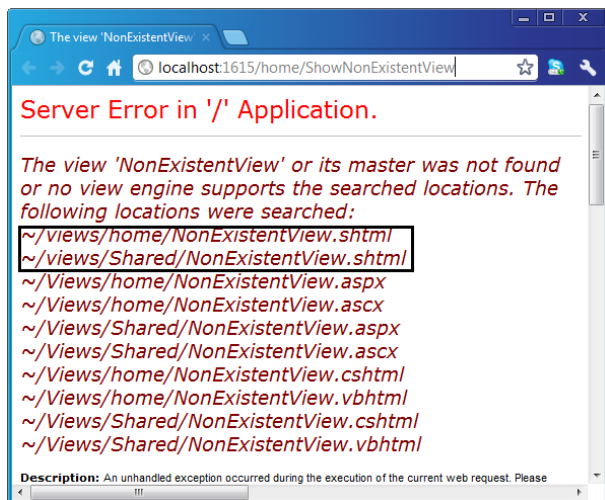 The view 'NonExistentView'
localhost:1615/home/ShowNonExistentView
Server Error in '/' Application.
The view 'NonExistentView' or its master was not found
or no view engine supports the searched locations. The
following locations were searched:
~/views/home/NonExistentView.shtml
~/views/Shared/NonExistentView.shtml
~/Views/home/NonExistentView.aspx
~/Views/home/NonExistentView.ascx
~/Views/Shared/NonExistentView.aspx
~/Views/Shared/NonExistentView.ascx
~/Views/home/NonExistentView.cshtml
~/Views/home/NonExistentView.vbhtml
~/Views/Shared/NonExistentView.cshtml
~/Views/Shared/NonExistentView.vbhtml
Description: An unhandled exception occurred during the execution of the current web request. Please